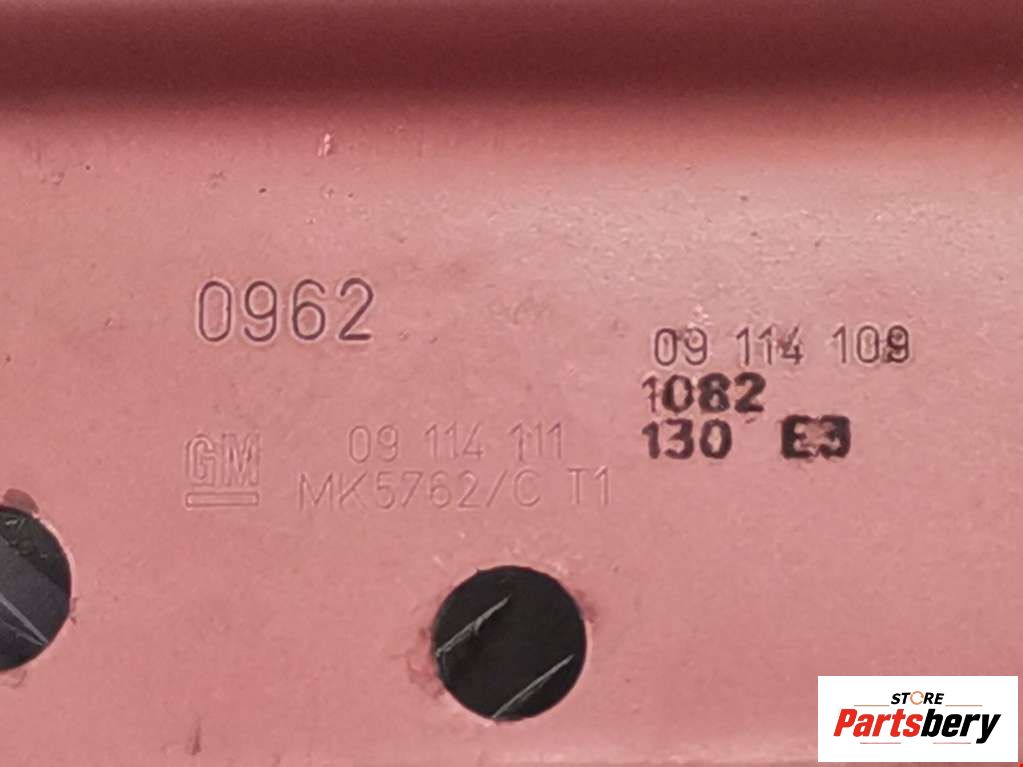 0962
09 114 109
1082
130 E3
GM
09 114 111
MK5762/C T1
STORE
Partsbery